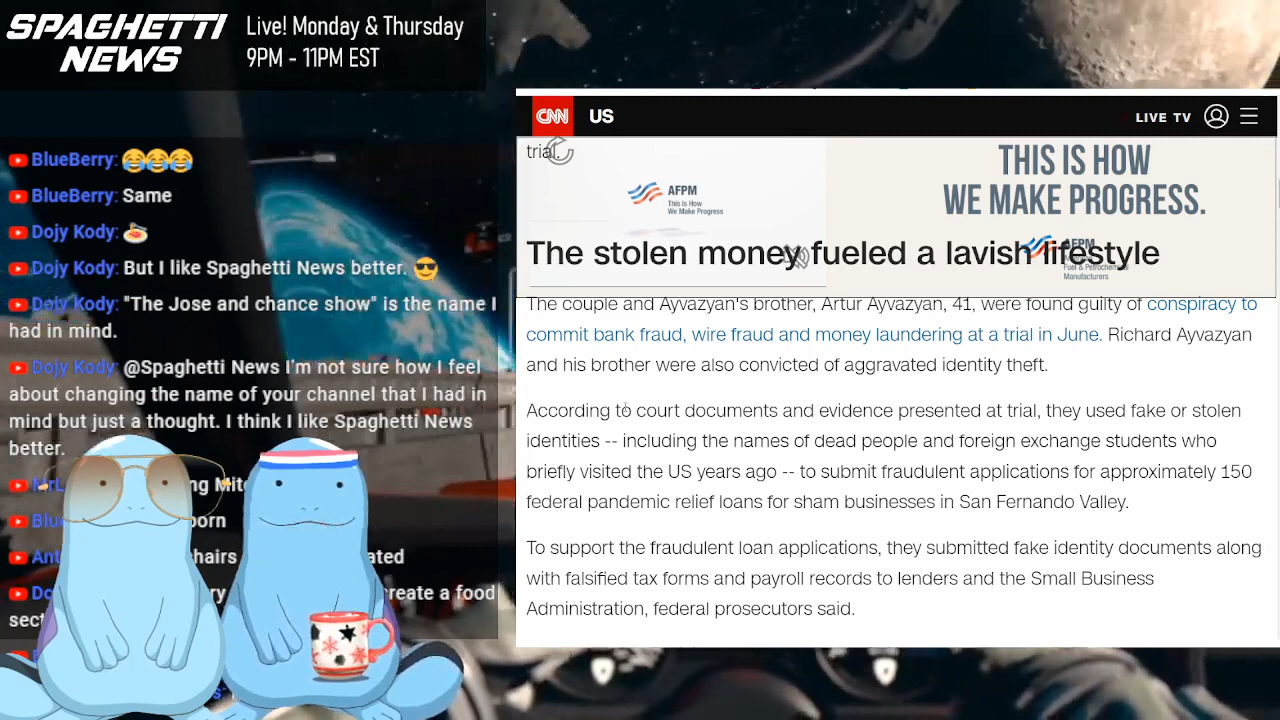 SPAGHETTI
NEWS
Live! Monday & Thursday
9PM - 11PM EST
BlueBerry: 😂😂😂
BlueBerry: Same
Dojy Kody: 🍝
Dojy Kody: But I like Spaghetti News better. 😎
Dojy Kody: "The Jose and chance show" is the name I
had in mind.
Dojy Kody: @Spaghetti News I'm not sure how I feel
about changing the name of your channel that I had in
mind but just a thought. I think I like Spaghetti News
better.
create a food
CNN US LIVE TV
trial.
AFPM
This Is How
We Make Progress
THIS IS HOW
WE MAKE PROGRESS.
AFPM
Fuel & Petrochemical
Manufacturers
The stolen money fueled a lavish lifestyle
The couple and Ayvazyan's brother, Artur Ayvazyan, 41, were found guilty of conspiracy to
commit bank fraud, wire fraud and money laundering at a trial in June. Richard Ayvazyan
and his brother were also convicted of aggravated identity theft.
According to court documents and evidence presented at trial, they used fake or stolen
identities -- including the names of dead people and foreign exchange students who
briefly visited the US years ago -- to submit fraudulent applications for approximately 150
federal pandemic relief loans for sham businesses in San Fernando Valley.
To support the fraudulent loan applications, they submitted fake identity documents along
with falsified tax forms and payroll records to lenders and the Small Business
Administration, federal prosecutors said.